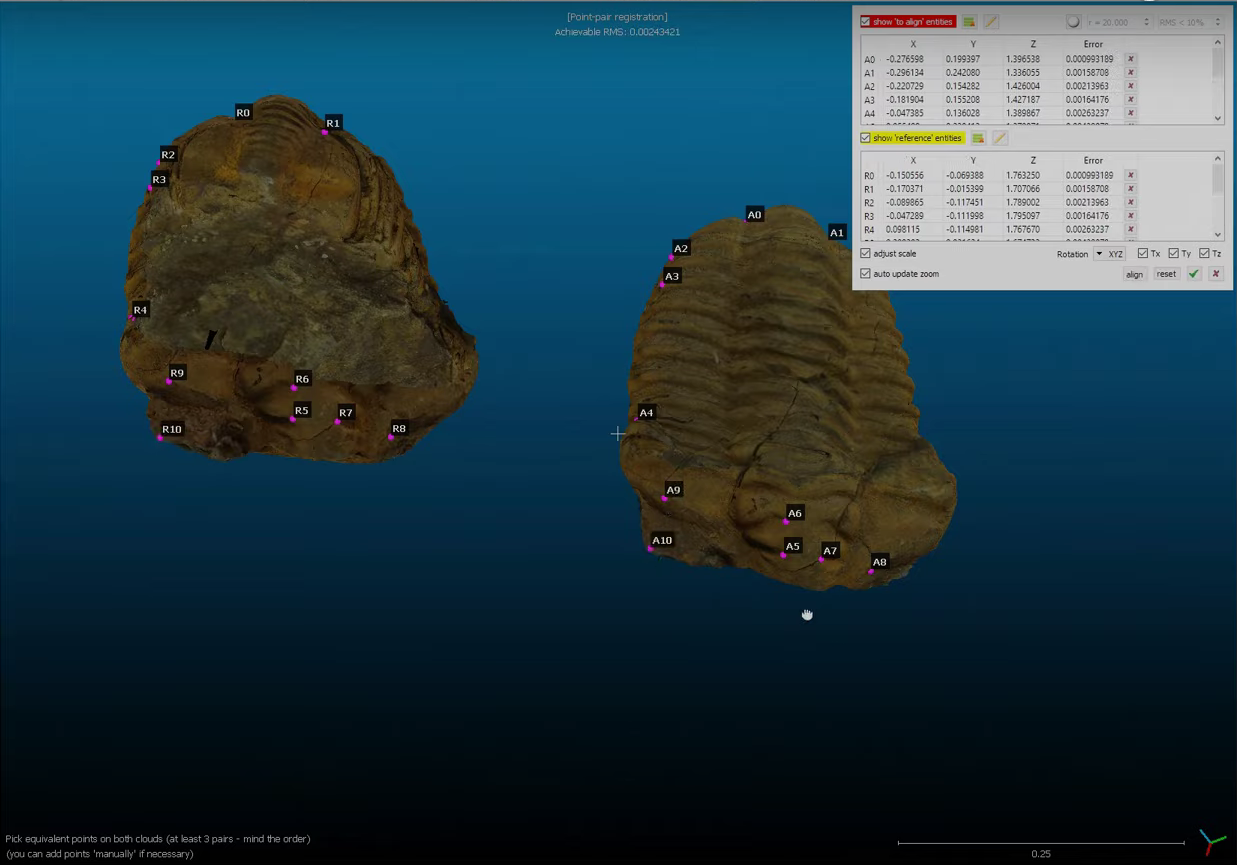 [Point-pair registration]
Achievable RMS: 0.00243421
show 'to align' entities r = 20.000 RMS < 10%
X Y Z Error
A0 -0.276598 0.199397 1.396538 0.000993189
A1 -0.296134 0.242080 1.336055 0.00158708
A2 -0.220729 0.154282 1.426004 0.00213963
A3 -0.181904 0.155208 1.427187 0.00164176
A4 -0.047385 0.136028 1.389867 0.00263237
show 'reference' entities
X Y Z Error
R0 -0.150556 -0.069388 1.763250 0.000993189
R1 -0.170371 -0.015399 1.707066 0.00158708
R2 -0.089865 -0.117451 1.789002 0.00213963
R3 -0.047289 -0.111998 1.795097 0.00164176
R4 0.098115 -0.114981 1.767670 0.00263237
adjust scale Rotation XYZ Tx Ty Tz
auto update zoom align reset
R0
R1
R2
R3
R4
R9
R6
R5
R7
R10
R8
A0
A1
A2
A3
A4
A9
A6
A10
A5
A7
A8
Pick equivalent points on both clouds (at least 3 pairs - mind the order)
(you can add points 'manually' if necessary)
0.25